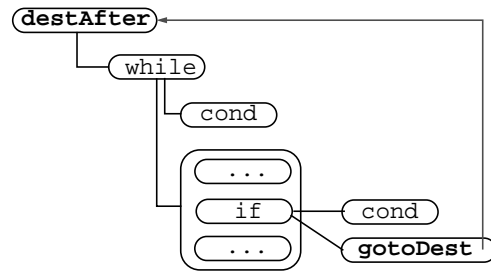 destAfter
while
cond
...
if
cond
gotoDest
...